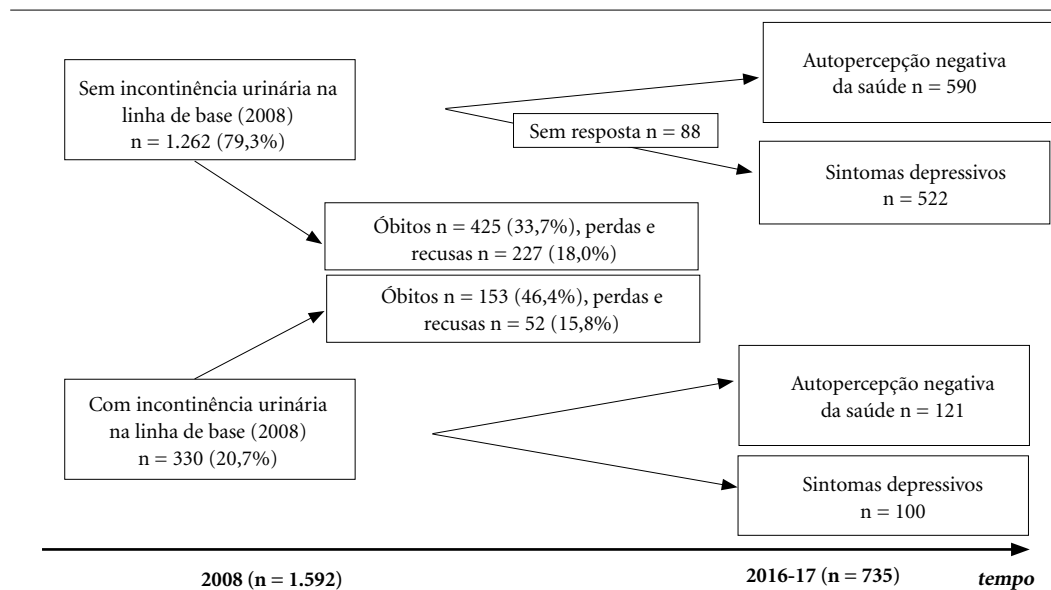 Sem incontinência urinária na
linha de base (2008)
n = 1.262 (79,3%)
Autopercepção negativa
da saúde n = 590
Sem resposta n = 88
Sintomas depressivos
n = 522
Óbitos n = 425 (33,7%), perdas e
recusas n = 227 (18,0%)
Óbitos n = 153 (46,4%), perdas e
recusas n = 52 (15,8%)
Com incontinência urinária
na linha de base (2008)
n = 330 (20,7%)
Autopercepção negativa
da saúde n = 121
Sintomas depressivos
n = 100
2008 (n = 1.592)
2016-17 (n = 735)
tempo